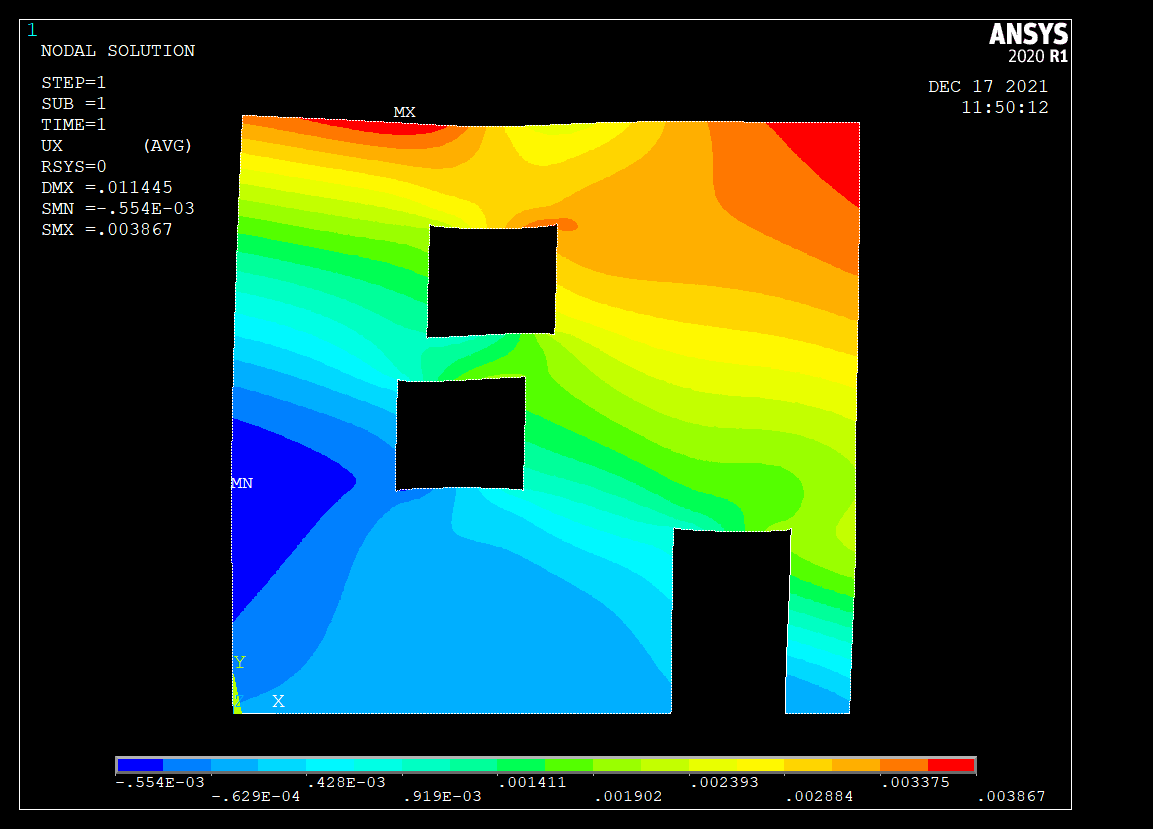 1
NODAL SOLUTION
STEP=1
SUB =1
TIME=1
UX (AVG)
RSYS=0
DMX =.011445
SMN =-.554E-03
SMX =.003867
ANSYS
2020 R1
DEC 17 2021
11:50:12
MX
MN
Y
X
-.554E-03 .428E-03 .001411 .002393 .003375
-.629E-04 .919E-03 .001902 .002884 .003867